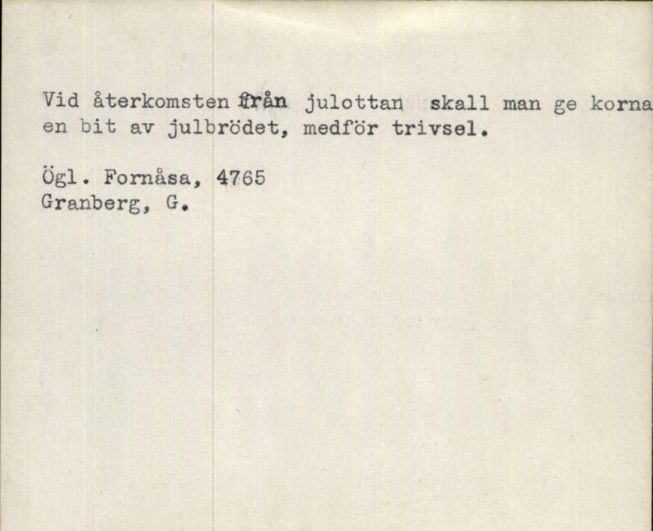 Vid återkomsten från julottan skall man ge korna
en bit av julbrödet, medför trivsel.
Ögl. Fornåsa, 4765
Granberg, G.